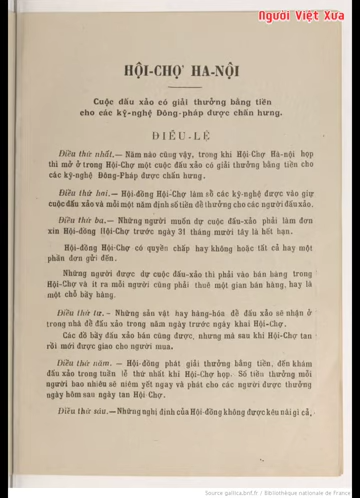 Người Việt Xưa
HỘI-CHỢ HA-NỘI
Cuộc đấu xảo có giải thưởng bằng tiền
cho các kỹ-nghệ Đông-pháp được chấn hưng.
ĐIỀU-LỆ
Điều thứ nhất. — Năm nào cũng vậy, trong khi Hội-Chợ Hà-nội họp
thì mở ở trong Hội-Chợ một cuộc đấu xảo có giải thưởng bằng tiền cho
các kỹ-nghệ Đông-Pháp được chấn hưng.
Điều thứ hai. — Hội-đồng Hội-Chợ làm sổ các kỹ-nghệ được vào giự
cuộc đấu xảo và mỗi một năm định số tiền để thưởng cho các người đấu xảo.
Điều thứ ba. — Những người muốn dự cuộc đấu-xảo phải làm đơn
xin Hội-đồng Hội-Chợ trước ngày 31 tháng mười tây là hết hạn.
Hội-đồng Hội-Chợ có quyền chấp hay không hoặc tất cả hay một
phần đơn gửi đến.
Những người được dự cuộc đấu-xảo thì phải vào bán hàng trong
Hội-Chợ và ít ra mỗi người cũng phải thuê một gian bán hàng, hay là
một chỗ bầy hàng.
Điều thứ tư. — Những sản vật hay hàng-hóa để đấu xảo sẽ nhận ở
trong nhà để đấu xảo trong năm ngày trước ngày khai Hội-Chợ.
Các đồ bầy đấu xảo bán cũng được, nhưng mà sau khi Hội-Chợ tan
rồi mới được giao cho người mua.
Điều thứ năm. — Hội-đồng phát giải thưởng bằng tiền, đến khám
đấu xảo trong tuần lễ thứ nhất khi Hội-Chợ họp. Số tiền thưởng mỗi
người bao nhiêu sẽ niêm yết ngay và phát cho các người được thưởng
ngày hôm sau ngày tan Hội Chợ.
Điều thứ sáu. — Những nghị định của Hội-đồng không được kêu nài gì cả,
Source gallica.bnf.fr / Bibliothèque nationale de France